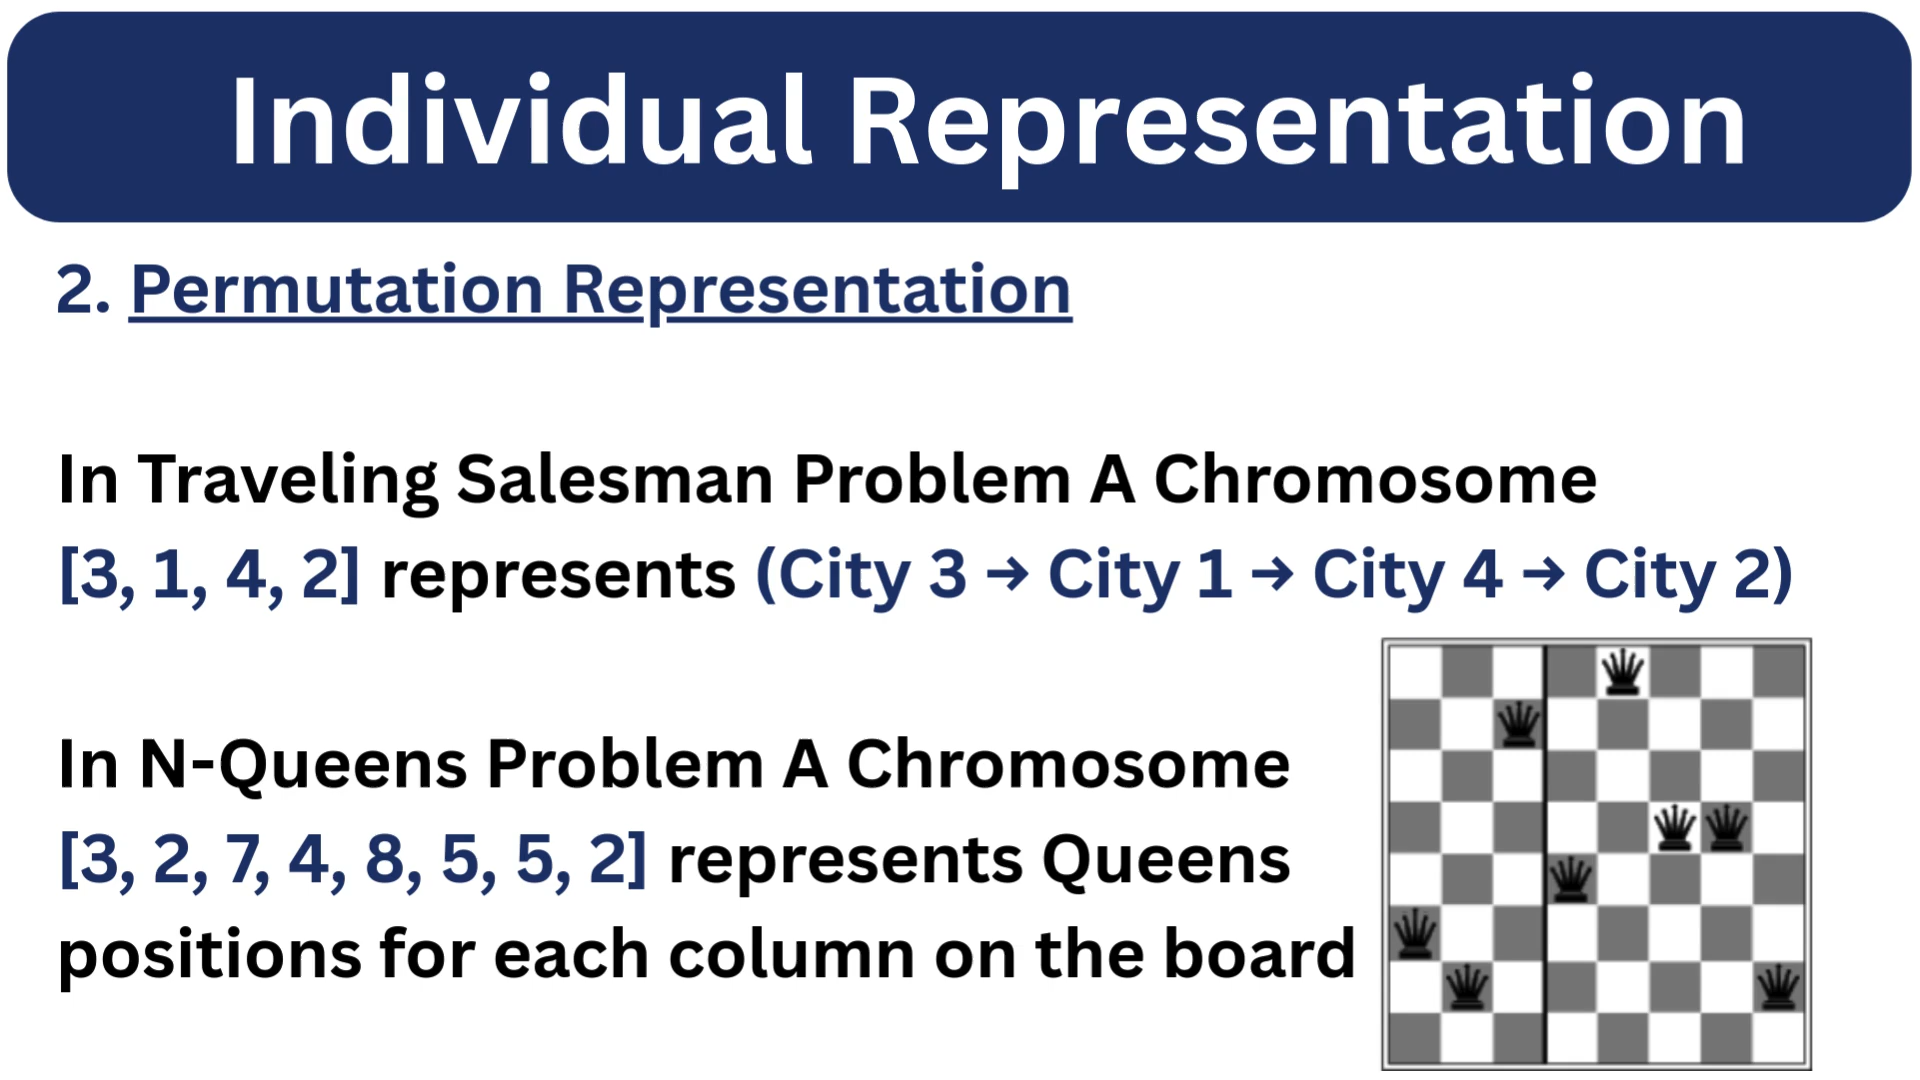 Individual Representation
2. Permutation Representation
In Traveling Salesman Problem A Chromosome
[3, 1, 4, 2] represents (City 3 → City 1 → City 4 → City 2)
In N-Queens Problem A Chromosome
[3, 2, 7, 4, 8, 5, 5, 2] represents Queens
positions for each column on the board